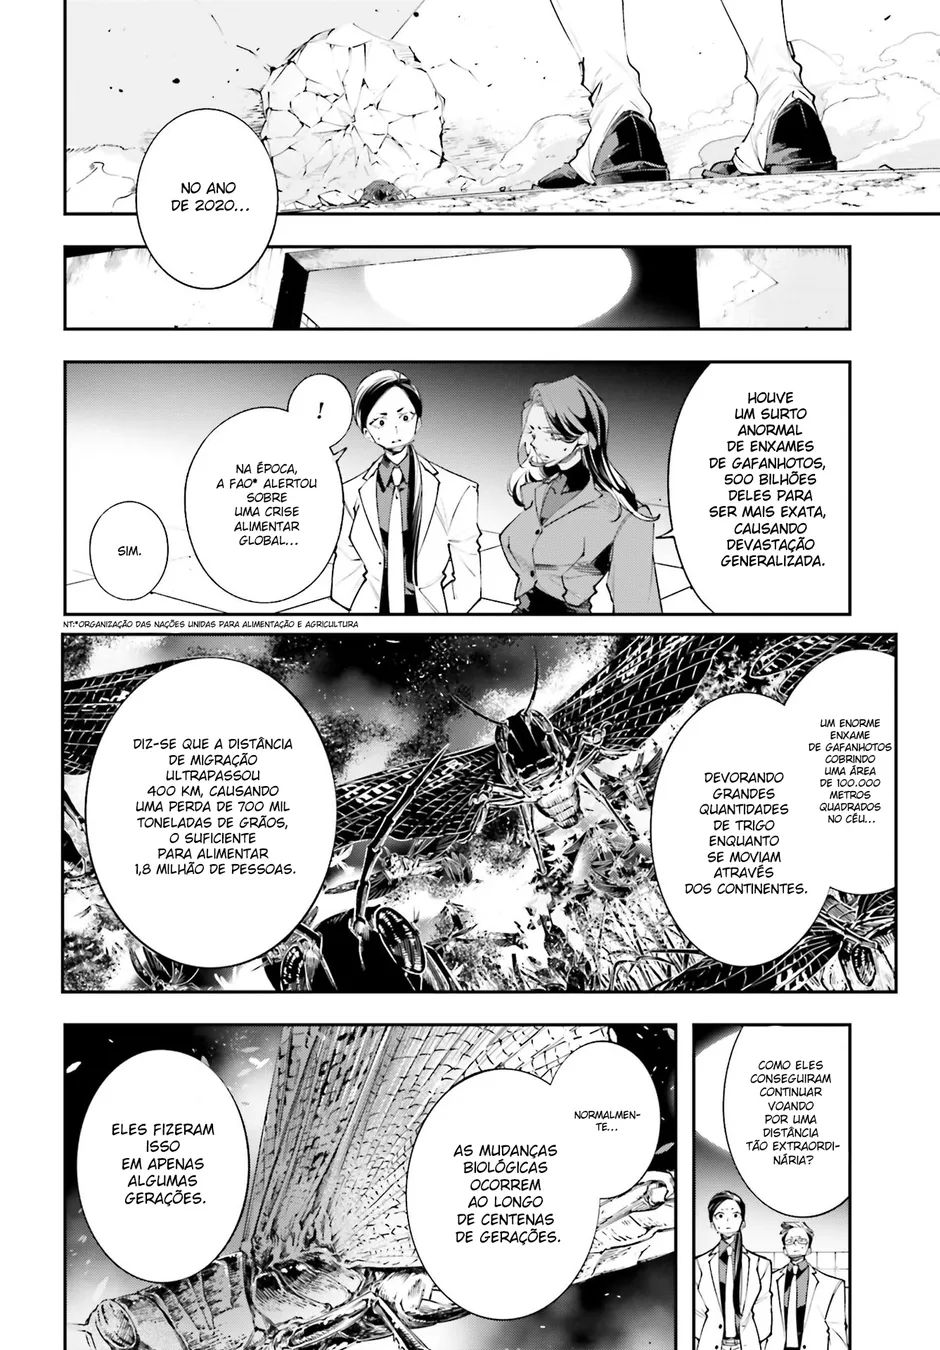 NO ANO
DE 2020...
HOUVE
UM SURTO
ANORMAL
DE ENXAMES
DE GAFANHOTOS,
500 BILHÕES
DELES PARA
SER MAIS EXATA,
CAUSANDO
DEVASTAÇÃO
GENERALIZADA.
!
NA ÉPOCA,
A FAO* ALERTOU
SOBRE
UMA CRISE
ALIMENTAR
GLOBAL...
SIM.
NT:*ORGANIZAÇÃO DAS NAÇÕES UNIDAS PARA ALIMENTAÇÃO E AGRICULTURA
UM ENORME
ENXAME
DE GAFANHOTOS
COBRINDO
UMA ÁREA
DE 100.000
METROS
QUADRADOS
NO CÉU...
DEVORANDO
GRANDES
QUANTIDADES
DE TRIGO
ENQUANTO
SE MOVIAM
ATRAVÉS
DOS CONTINENTES.
DIZ-SE QUE A DISTÂNCIA
DE MIGRAÇÃO
ULTRAPASSOU
400 KM, CAUSANDO
UMA PERDA DE 700 MIL
TONELADAS DE GRÃOS,
O SUFICIENTE
PARA ALIMENTAR
1,8 MILHÃO DE PESSOAS.
COMO ELES
CONSEGUIRAM
CONTINUAR
VOANDO
POR UMA
DISTÂNCIA
TÃO EXTRAORDI-
NÁRIA?
NORMALMEN-
TE...
AS MUDANÇAS
BIOLÓGICAS
OCORREM
AO LONGO
DE CENTENAS
DE GERAÇÕES.
ELES FIZERAM
ISSO
EM APENAS
ALGUMAS
GERAÇÕES.